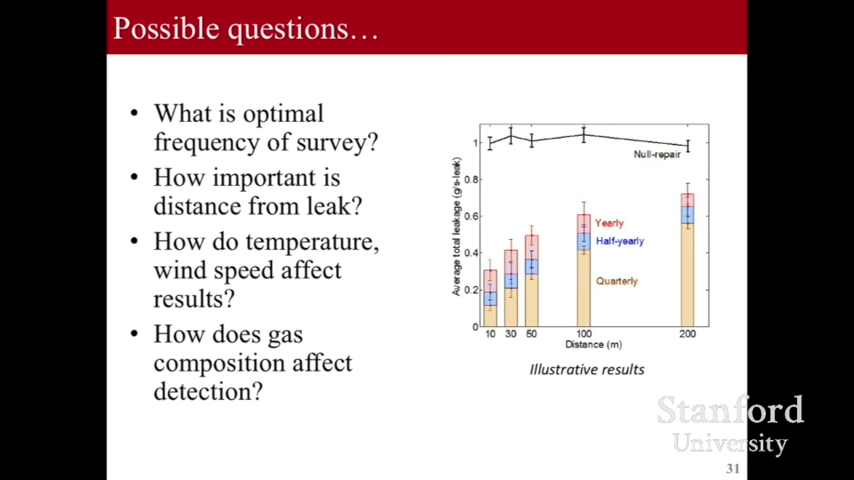 Possible questions…
• What is optimal
frequency of survey?
• How important is
distance from leak?
• How do temperature,
wind speed affect
results?
• How does gas
composition affect
detection?
Average total leakage (g/s-leak)
1
0.8
0.6
0.4
0.2
0
Null-repair
Yearly
Half-yearly
Quarterly
10 30 50 100 200
Distance (m)
Illustrative results
Stanford
University
31